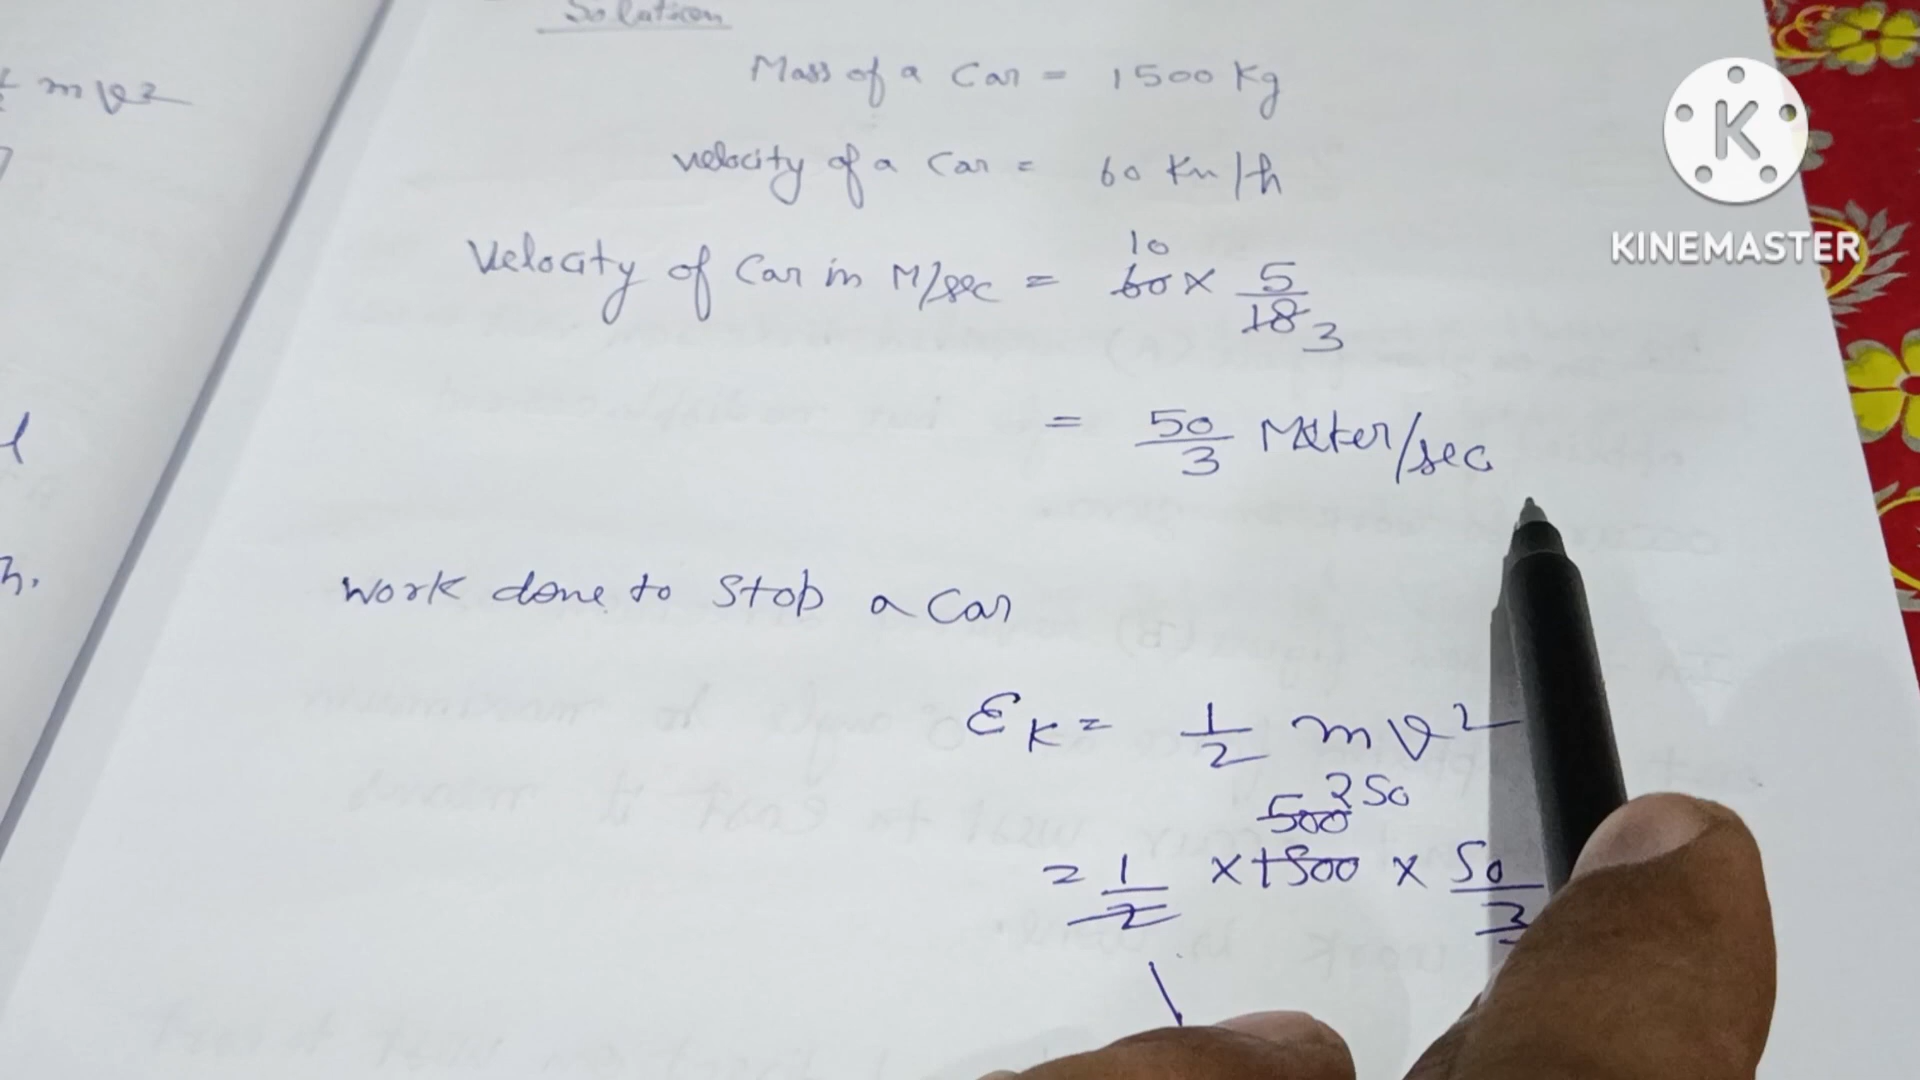 Solution
Mass of a Car = 1500 Kg
velocity of a Car = 60 Km/h
10
Velocity of Car in M/sec = 60 × 5/18 3
= 50/3 Meter/sec
Work done to Stop a Car
EK = 1/2 mv2
500 250
= 1/2 × 1500 × 50/3
mv2
K
KINEMASTER